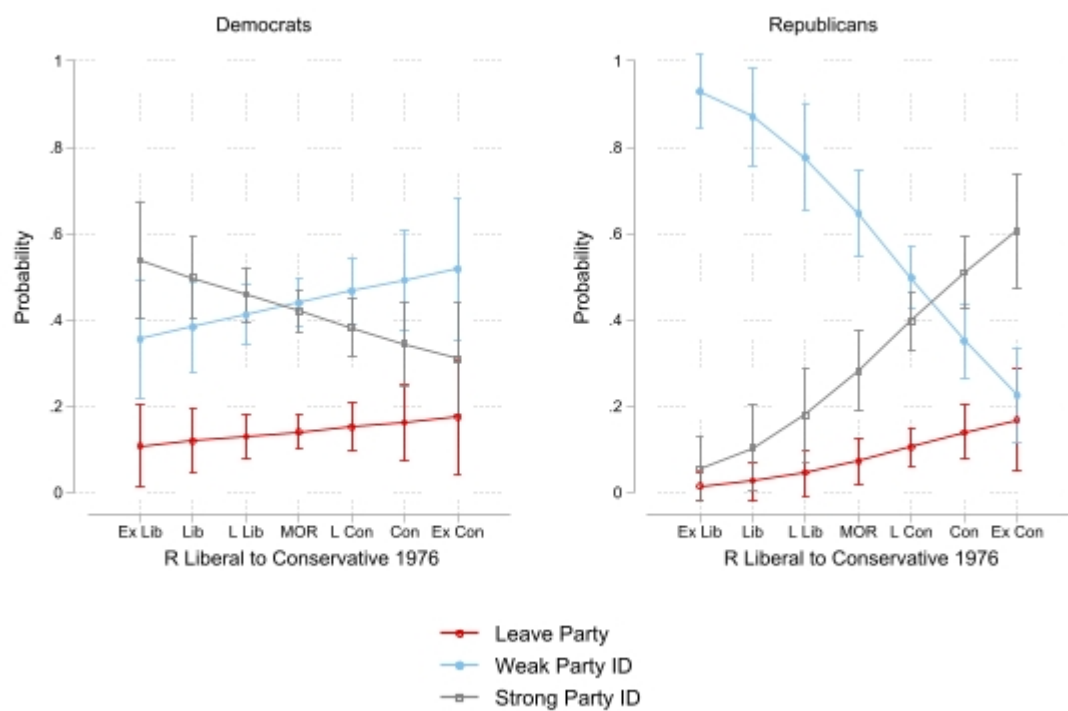 Democrats
Republicans
1
.8
.6
.4
.2
0
Probability
Ex Lib Lib L Lib MOR L Con Con Ex Con
R Liberal to Conservative 1976
1
.8
.6
.4
.2
0
Probability
Ex Lib Lib L Lib MOR L Con Con Ex Con
R Liberal to Conservative 1976
Leave Party
Weak Party ID
Strong Party ID